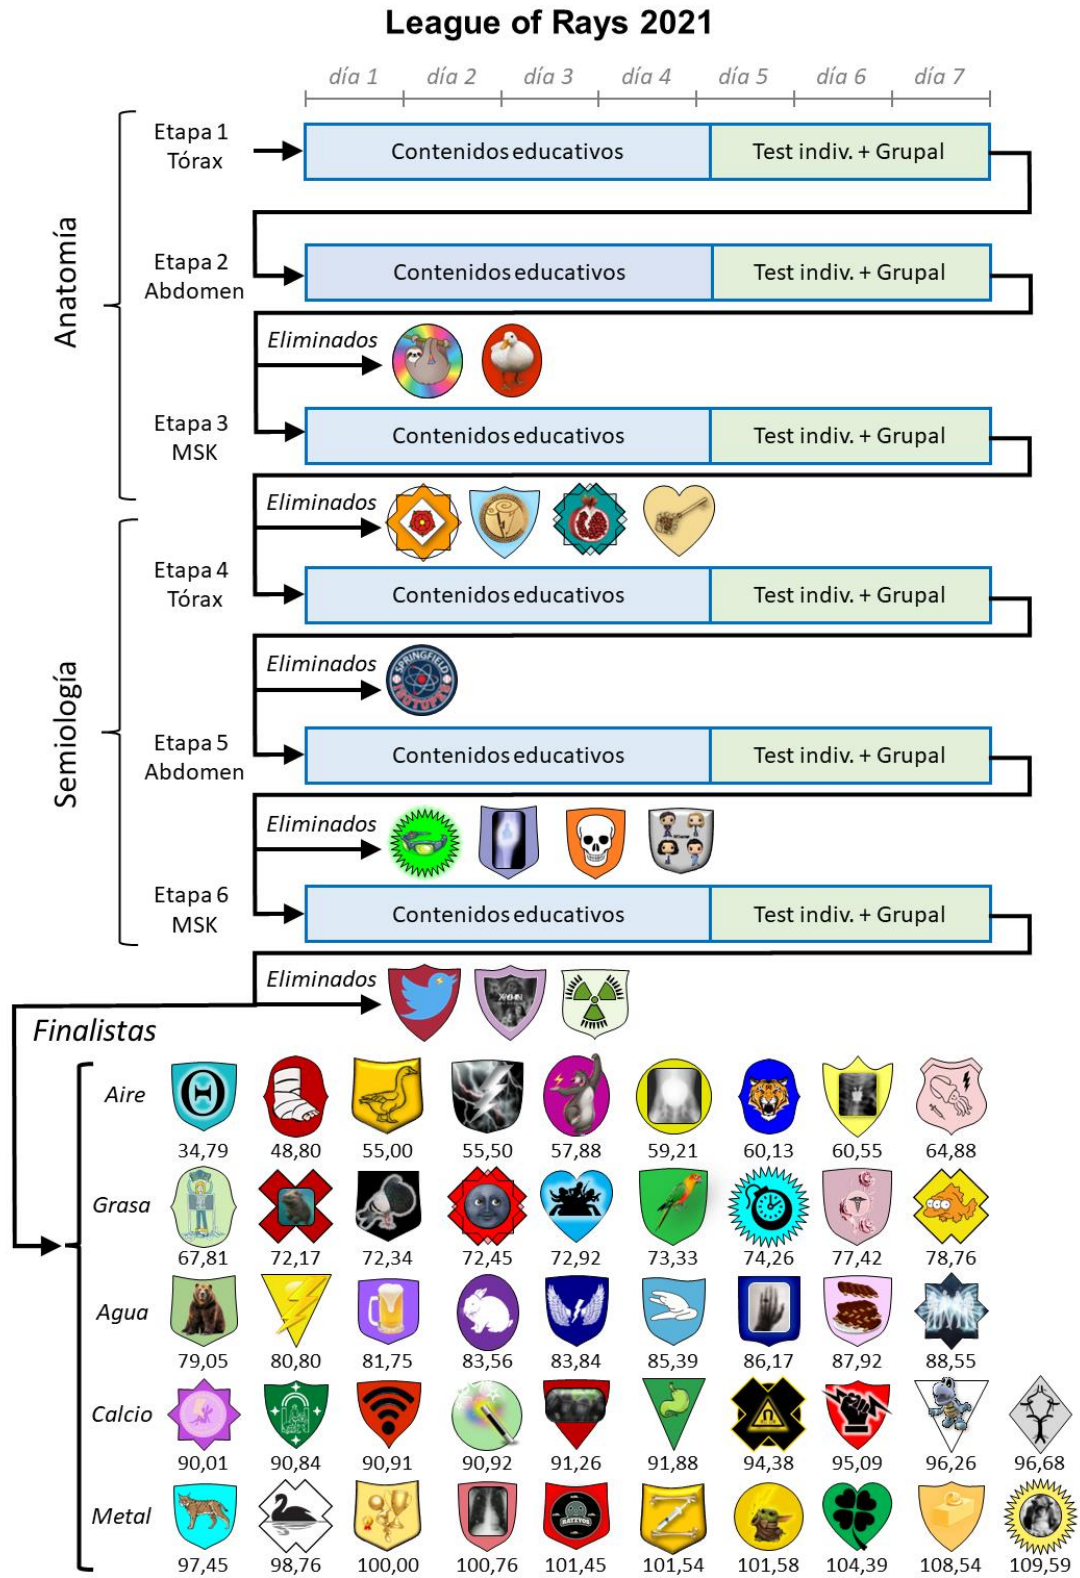 League of Rays 2021
día 1 día 2 día 3 día 4 día 5 día 6 día 7
Anatomía
Etapa 1
Tórax
Contenidos educativos
Test indiv. + Grupal
Etapa 2
Abdomen
Contenidos educativos
Test indiv. + Grupal
Eliminados
Etapa 3
MSK
Contenidos educativos
Test indiv. + Grupal
Eliminados
Semiología
Etapa 4
Tórax
Contenidos educativos
Test indiv. + Grupal
Eliminados
SPRINGFIELD
ISOTOPES
Etapa 5
Abdomen
Contenidos educativos
Test indiv. + Grupal
Eliminados
Etapa 6
MSK
Contenidos educativos
Test indiv. + Grupal
Eliminados
Finalistas
Aire
Θ
34,79 48,80 55,00 55,50 57,88 59,21 60,13 60,55 64,88
Grasa
67,81 72,17 72,34 72,45 72,92 73,33 74,26 77,42 78,76
Agua
79,05 80,80 81,75 83,56 83,84 85,39 86,17 87,92 88,55
Calcio
Ω
90,01 90,84 90,91 90,92 91,26 91,88 94,38 95,09 96,26 96,68
Metal
RAYYOS
97,45 98,76 100,00 100,76 101,45 101,54 101,58 104,39 108,54 109,59